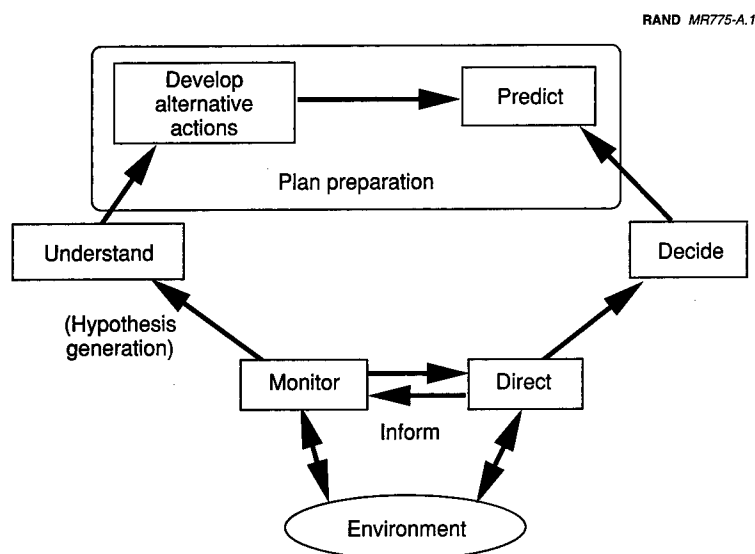 RAND MR775-A.1
Develop
alternative
actions
Predict
Plan preparation
Understand
Decide
(Hypothesis
generation)
Monitor
Direct
Inform
Environment